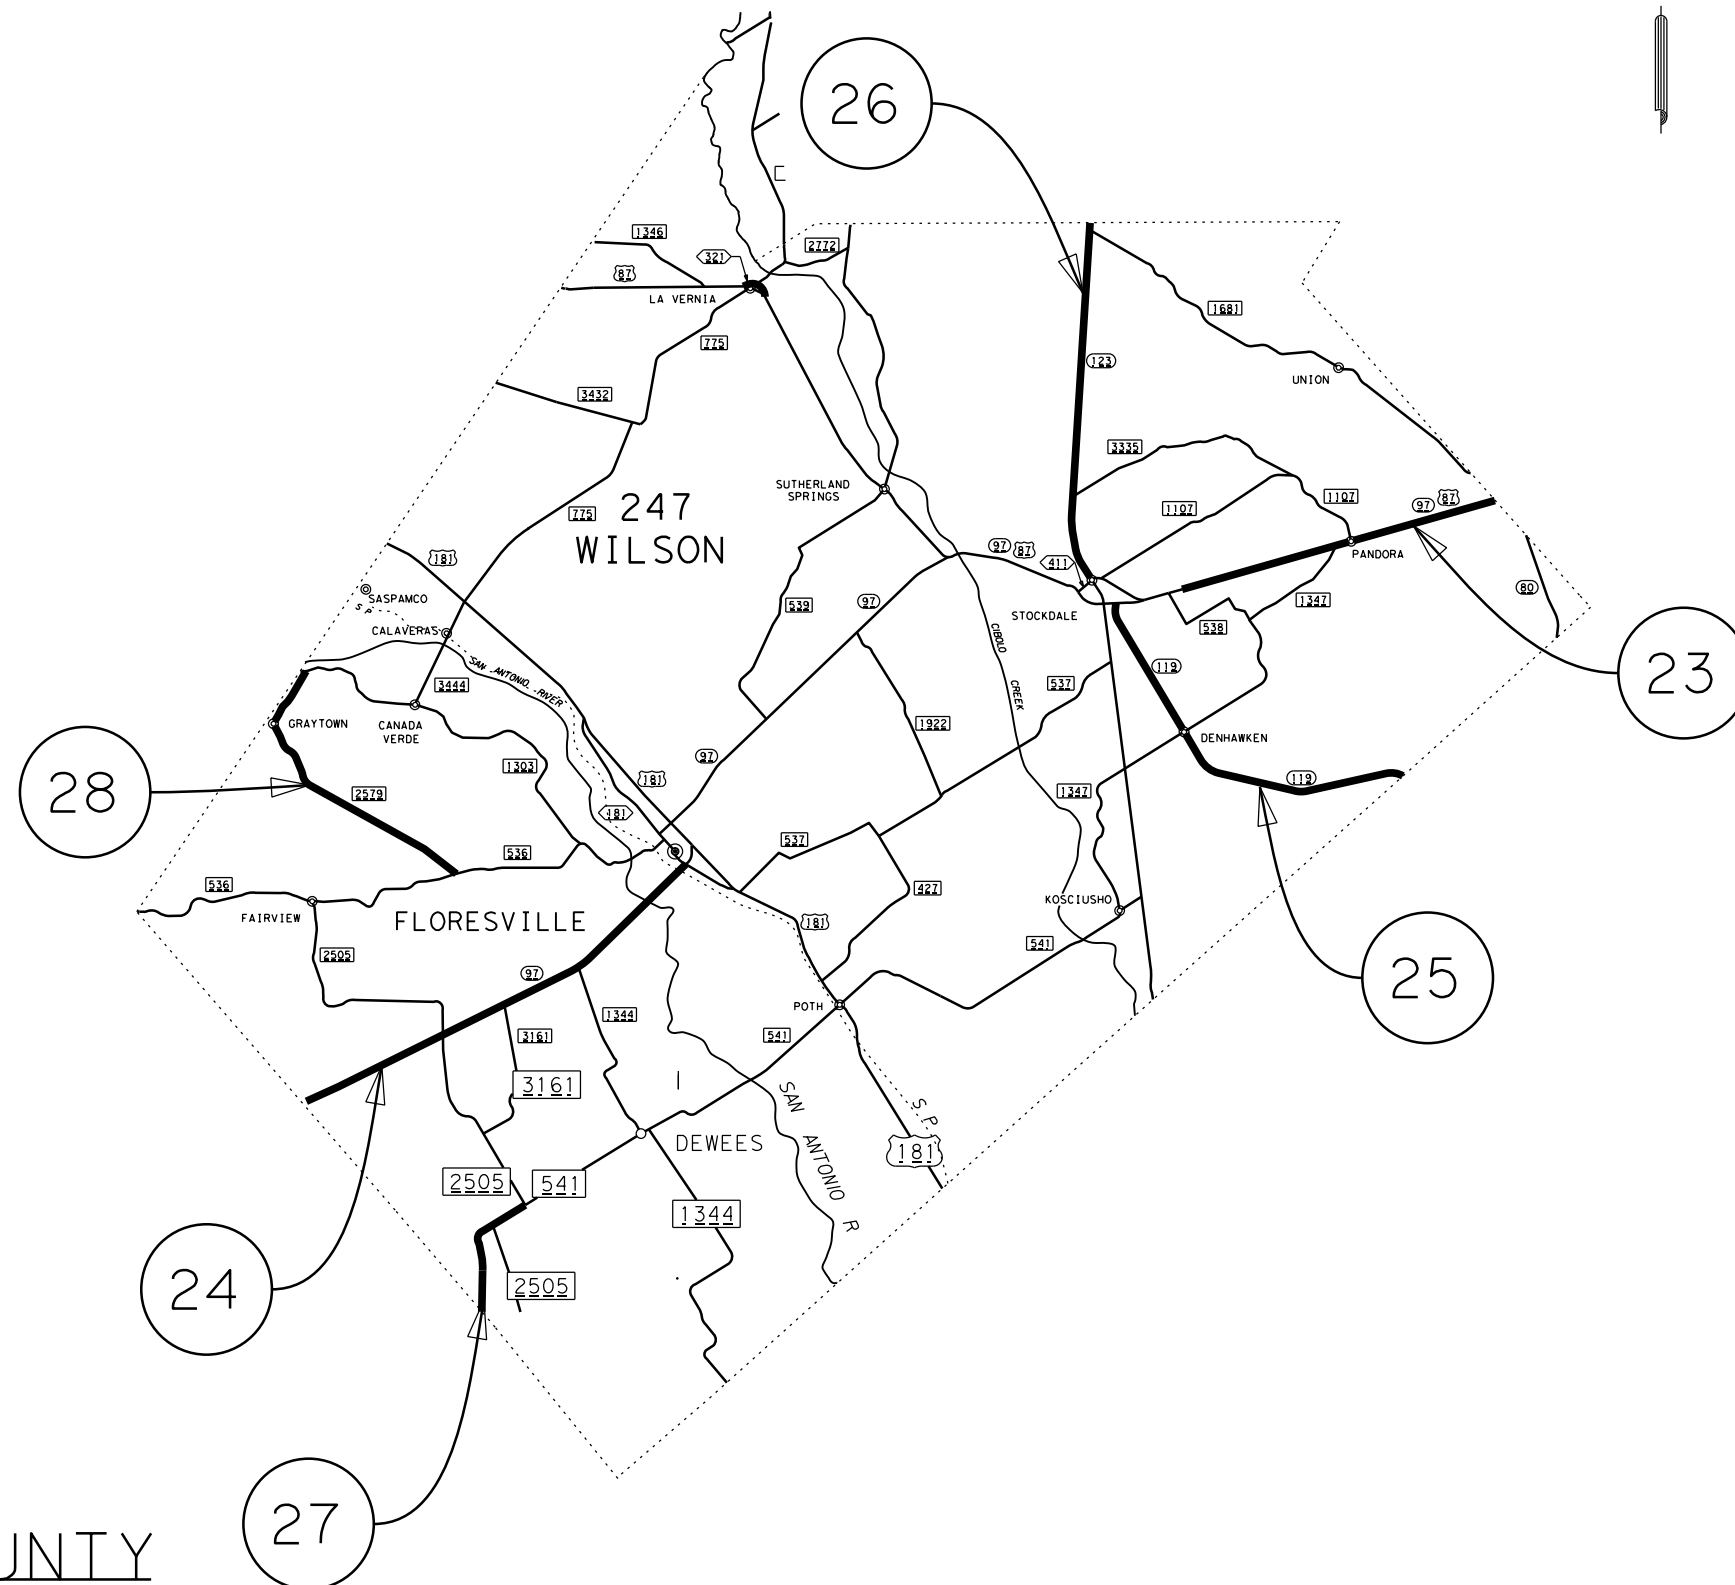 26
1346
2772
321
87
LA VERNIA
1681
775
123
UNION
3432
3335
SUTHERLAND
SPRINGS
1107
1107
97 87
247
WILSON
775
97 87
PANDORA
181
411
SASPAMCO
S P
539
97
STOCKDALE
1347
80
538
CALAVERAS
CIBOLO
CREEK
SAN ANTONIO RIVER
119
23
3444
537
GRAYTOWN
CANADA
VERDE
1922
DENHAWKEN
97
1303
181
119
28
2579
1347
181
537
536
536
427
KOSCIUSHO
FAIRVIEW
FLORESVILLE
181
541
2505
97
25
POTH
1344
3161
541
3161
SAN ANTONIO R
S P
DEWEES
181
2505
541
1344
24
2505
27
UNTY